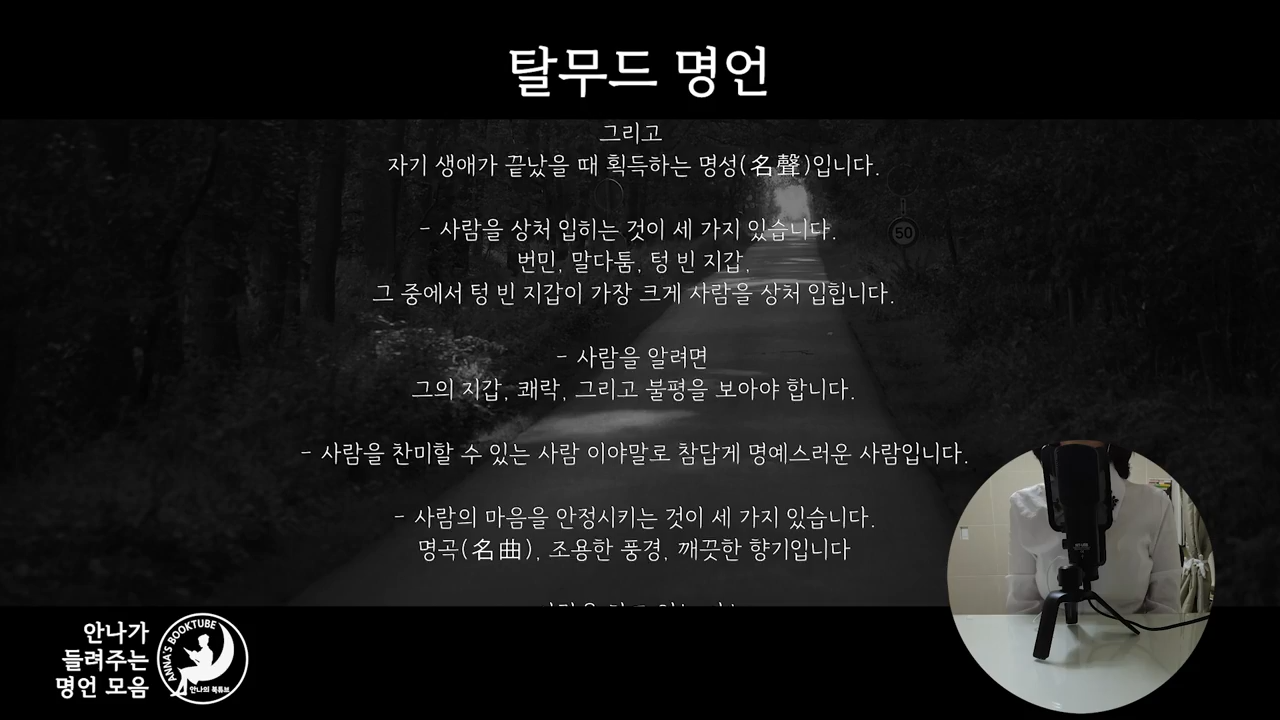 탈무드 명언
그리고
자기 생애가 끝났을 때 획득하는 명성(名聲)입니다.
- 사람을 상처 입히는 것이 세 가지 있습니다.
번민, 말다툼, 텅 빈 지갑,
그 중에서 텅 빈 지갑이 가장 크게 사람을 상처 입힙니다.
- 사람을 알려면
그의 지갑, 쾌락, 그리고 불평을 보아야 합니다.
- 사람을 찬미할 수 있는 사람 이야말로 참답게 명예스러운 사람입니다.
- 사람의 마음을 안정시키는 것이 세 가지 있습니다.
명곡(名曲), 조용한 풍경, 깨끗한 향기입니다
50
안나가
들려주는
명언 모음
ANNA'S BOOKTUBE
안나의 북튜브